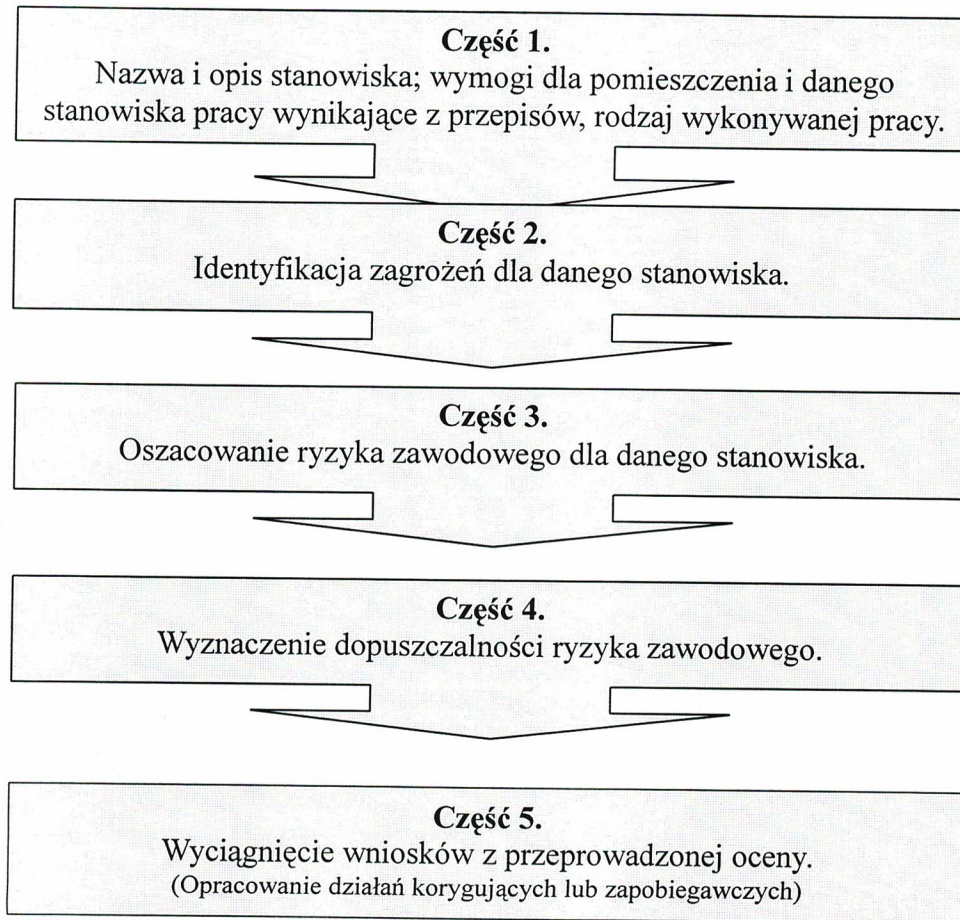 Część 1.
Nazwa i opis stanowiska; wymogi dla pomieszczenia i danego
stanowiska pracy wynikające z przepisów, rodzaj wykonywanej pracy.
Część 2.
Identyfikacja zagrożeń dla danego stanowiska.
Część 3.
Oszacowanie ryzyka zawodowego dla danego stanowiska.
Część 4.
Wyznaczenie dopuszczalności ryzyka zawodowego.
Część 5.
Wyciągnięcie wniosków z przeprowadzonej oceny.
(Opracowanie działań korygujących lub zapobiegawczych)